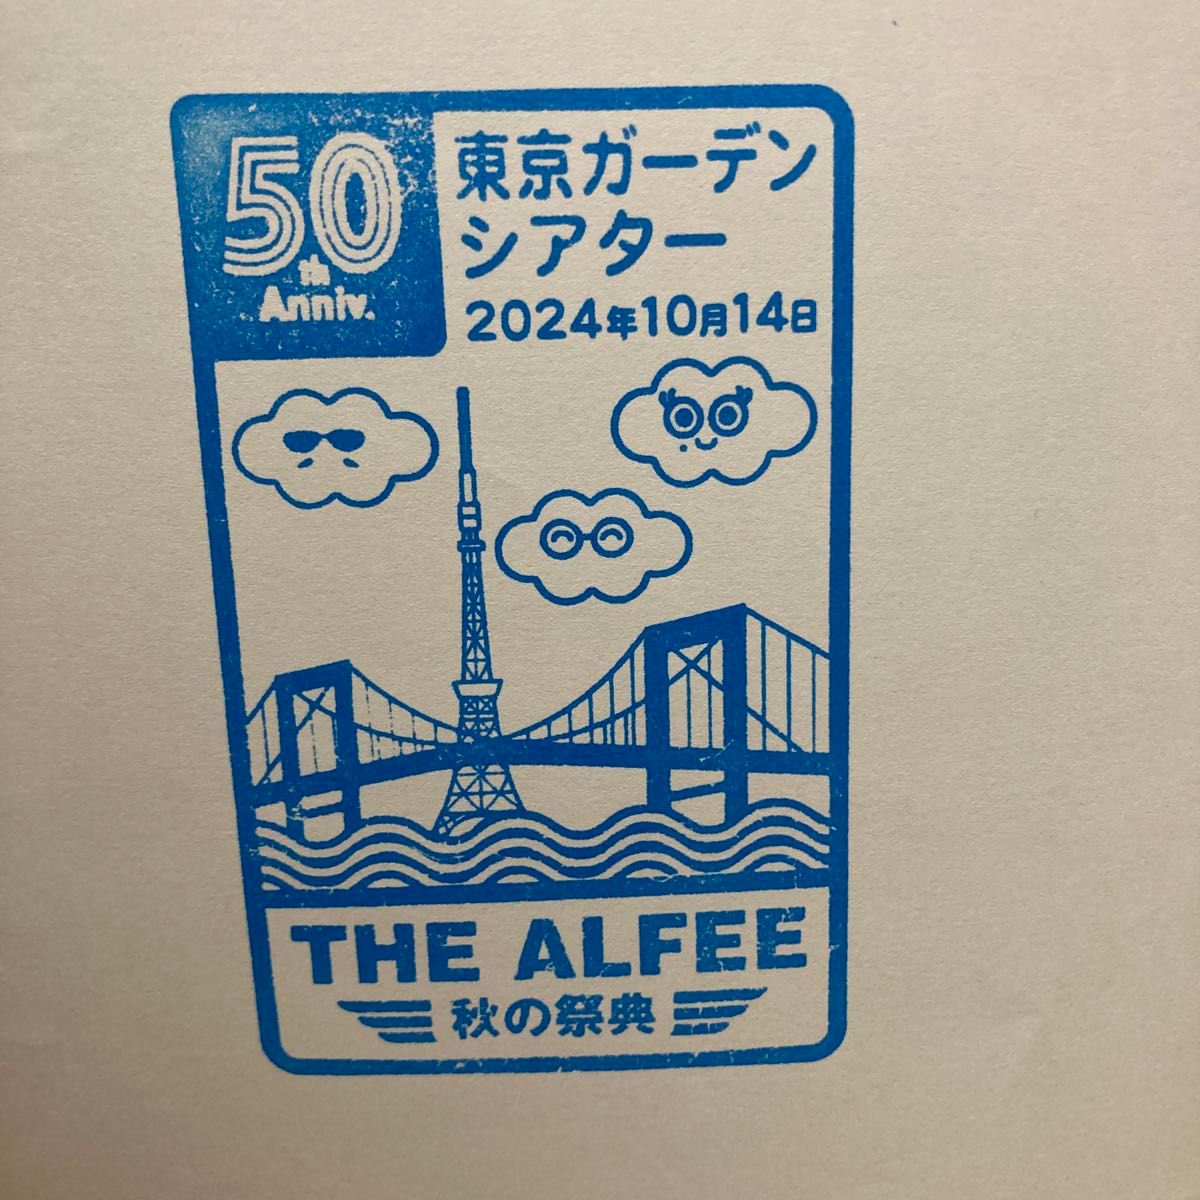 50
th
Anniv.
東京ガーデン
シアター
2024年10月14日
THE ALFEE
秋の祭典